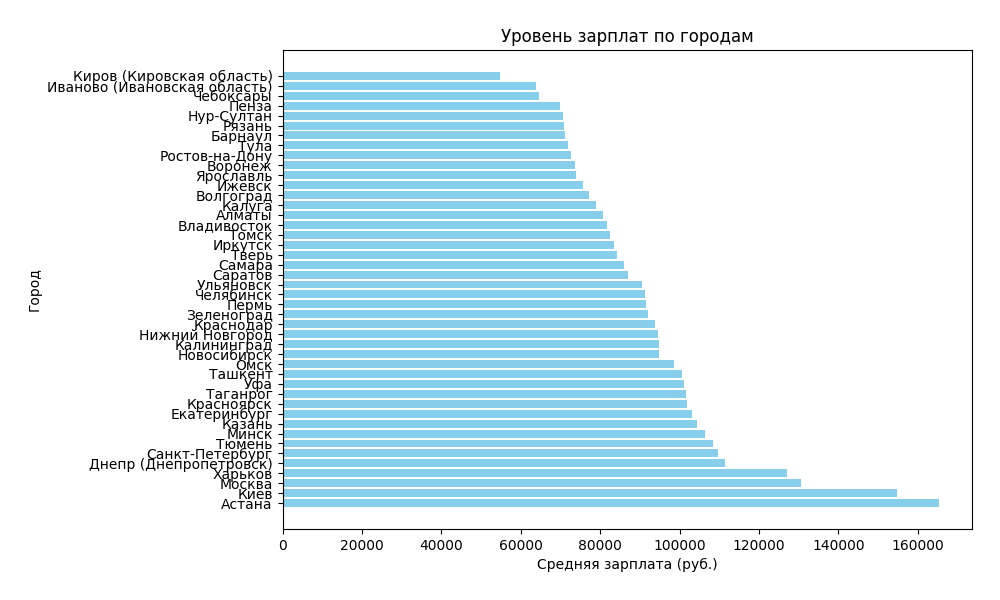 Уровень зарплат по городам
Город
Киров (Кировская область)
Иваново (Ивановская область)
Чебоксары
Пенза
Нур-Султан
Рязань
Барнаул
Тула
Ростов-на-Дону
Воронеж
Ярославль
Ижевск
Волгоград
Калуга
Алматы
Владивосток
Томск
Иркутск
Тверь
Самара
Саратов
Ульяновск
Челябинск
Пермь
Зеленоград
Краснодар
Нижний Новгород
Калининград
Новосибирск
Омск
Ташкент
Уфа
Таганрог
Красноярск
Екатеринбург
Казань
Минск
Тюмень
Санкт-Петербург
Днепр (Днепропетровск)
Харьков
Москва
Киев
Астана
0 20000 40000 60000 80000 100000 120000 140000 160000
Средняя зарплата (руб.)